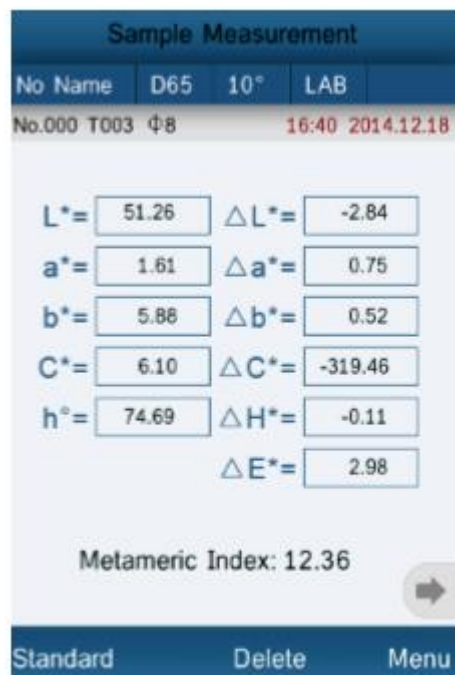 Sample Measurement
No Name D65 10° LAB
No.000 T003 Φ8 16:40 2014.12.18
L*= 51.26 △L*= -2.84
a*= 1.61 △a*= 0.75
b*= 5.88 △b*= 0.52
C*= 6.10 △C*= -319.46
h°= 74.69 △H*= -0.11
△E*= 2.98
Metameric Index: 12.36
Standard Delete Menu